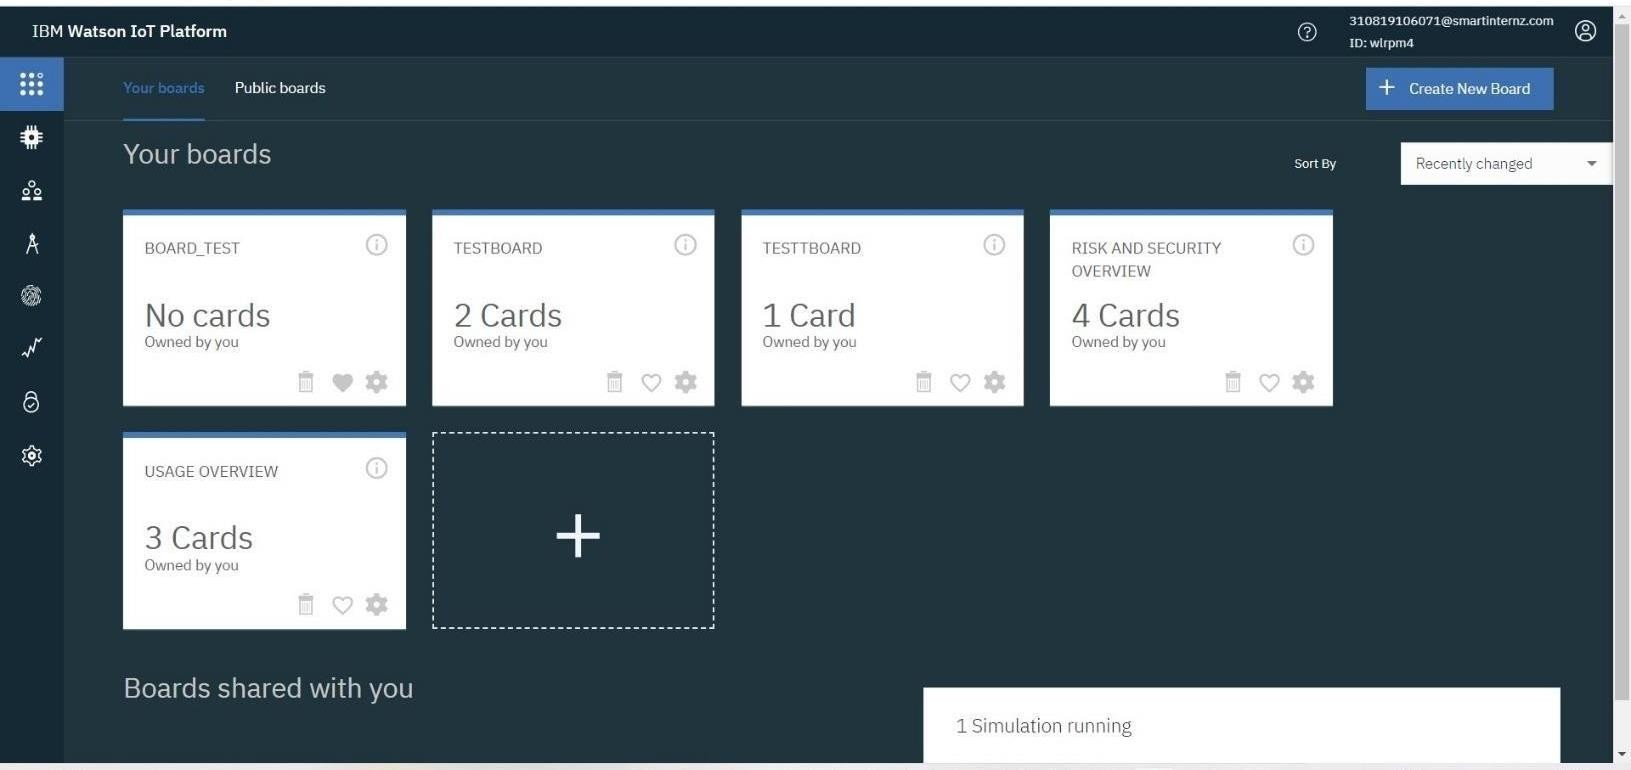 IBM Watson IoT Platform
310819106071@smartinternz.com
ID: wlrpm4
Your boards
Public boards
Create New Board
Your boards
Sort By
Recently changed
BOARD_TEST
No cards
Owned by you
TESTBOARD
2 Cards
Owned by you
TESTTBOARD
1 Card
Owned by you
RISK AND SECURITY
OVERVIEW
4 Cards
Owned by you
USAGE OVERVIEW
3 Cards
Owned by you
Boards shared with you
1 Simulation running